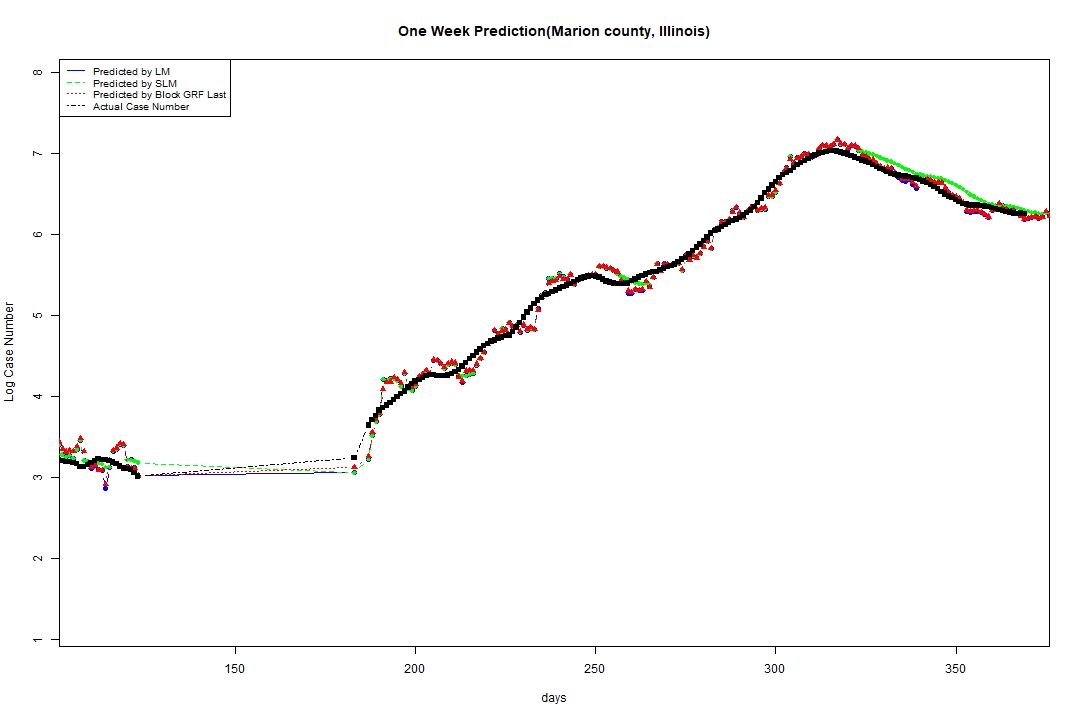 One Week Prediction(Marion county, Illinois)
Predicted by LM
Predicted by SLM
Predicted by Block GRF Last
Actual Case Number
8
7
6
5
4
3
2
1
Log Case Number
150
200
250
300
350
days